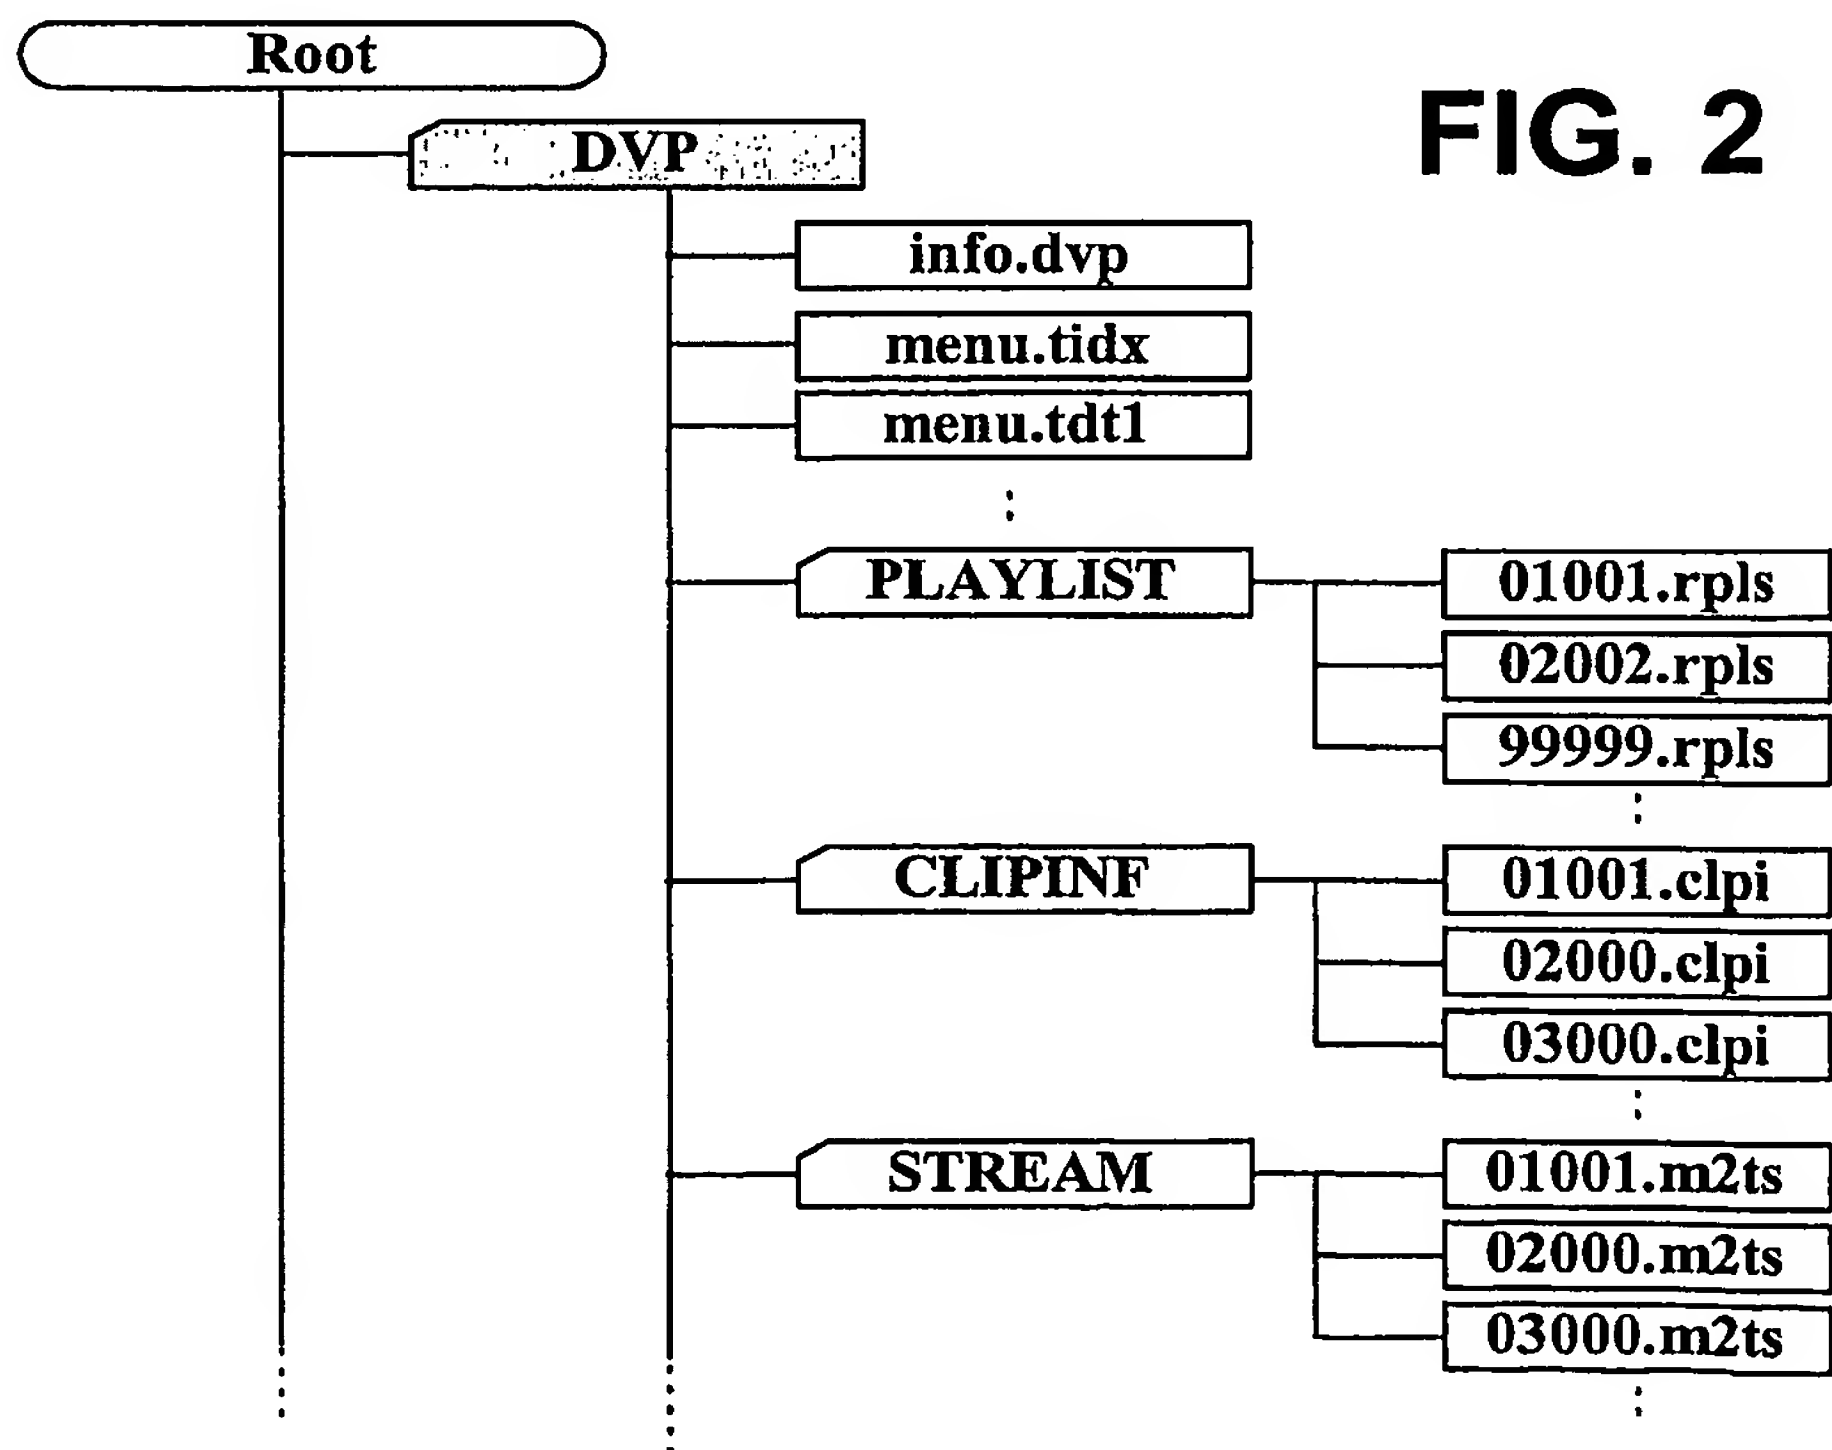 Root
FIG. 2
DVP
info.dvp
menu.tidx
menu.tdt1
PLAYLIST
01001.rpls
02002.rpls
99999.rpls
CLIPINF
01001.clpi
02000.clpi
03000.clpi
STREAM
01001.m2ts
02000.m2ts
03000.m2ts